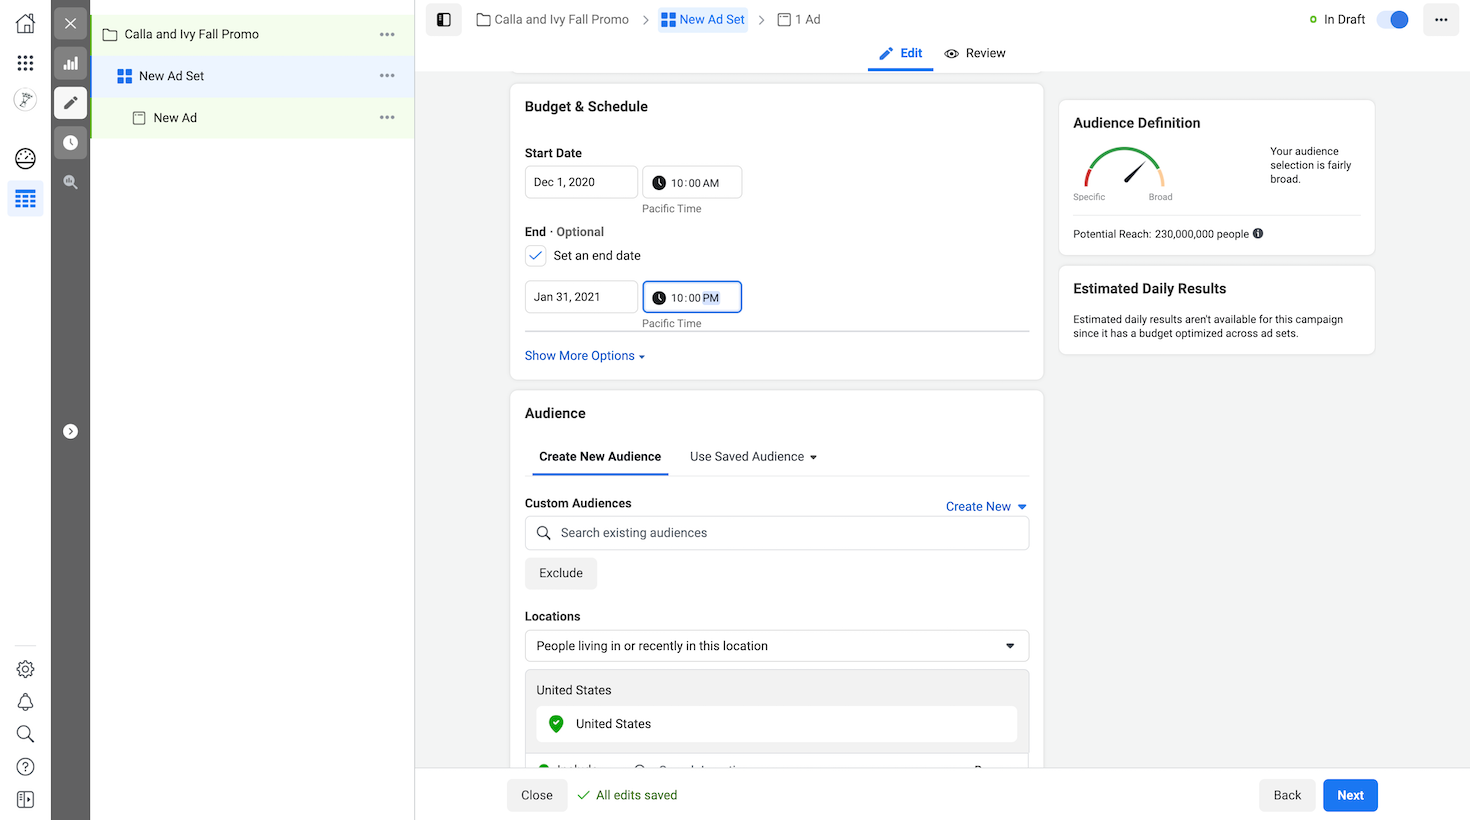 Calla and Ivy Fall Promo
New Ad Set
New Ad
Calla and Ivy Fall Promo
New Ad Set
1 Ad
In Draft
Edit
Review
Budget & Schedule
Start Date
Dec 1, 2020
10:00 AM
Pacific Time
End · Optional
Set an end date
Jan 31, 2021
10:00 PM
Pacific Time
Show More Options
Audience
Create New Audience
Use Saved Audience
Custom Audiences
Create New
Search existing audiences
Exclude
Locations
People living in or recently in this location
United States
United States
Audience Definition
Specific
Broad
Your audience
selection is fairly
broad.
Potential Reach: 230,000,000 people
Estimated Daily Results
Estimated daily results aren't available for this campaign
since it has a budget optimized across ad sets.
Close
All edits saved
Back
Next